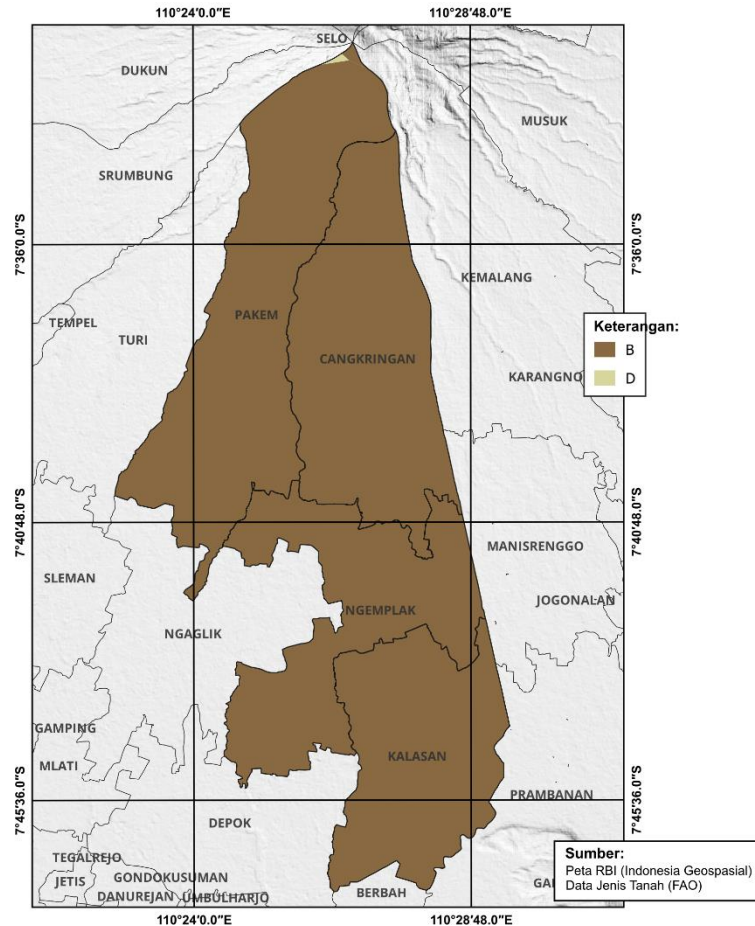 110°24'0.0"E
110°28'48.0"E
SELO
DUKUN
MUSUK
SRUMBUNG
7°36'0.0"S
7°36'0.0"S
KEMALANG
PAKEM
TEMPEL
TURI
Keterangan:
B
D
CANGKRINGAN
KARANGNO
7°40'48.0"S
7°40'48.0"S
MANISRENGGO
SLEMAN
JOGONALAN
NGEMPLAK
NGAGLIK
GAMPING
KALASAN
MLATI
7°45'36.0"S
7°45'36.0"S
PRAMBANAN
DEPOK
TEGALREJO
GONDOKUSUMAN
JETIS
DANUREJAN
UMBULHARJO
BERBAH
Sumber:
Peta RBI (Indonesia Geospasial)
Data Jenis Tanah (FAO)
110°24'0.0"E
110°28'48.0"E